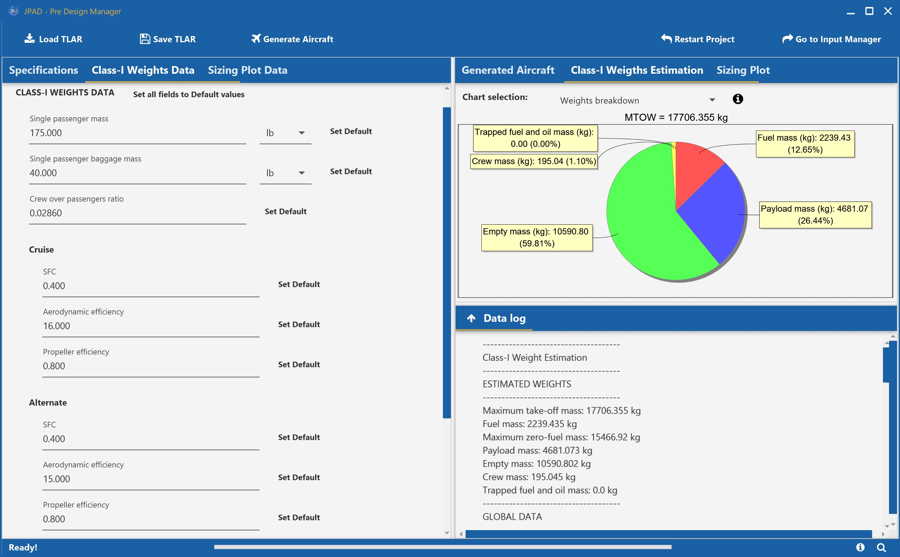 JPAD - Pre Design Manager
Load TLAR
Save TLAR
Generate Aircraft
Restart Project
Go to Input Manager
Specifications
Class-I Weights Data
Sizing Plot Data
CLASS-I WEIGHTS DATA
Set all fields to Default values
Single passenger mass
175.000
lb
Set Default
Single passenger baggage mass
40.000
lb
Set Default
Crew over passengers ratio
0.02860
Set Default
Cruise
SFC
0.400
Set Default
Aerodynamic efficiency
16.000
Set Default
Propeller efficiency
0.800
Set Default
Alternate
SFC
0.400
Set Default
Aerodynamic efficiency
15.000
Set Default
Propeller efficiency
0.800
Set Default
Generated Aircraft
Class-I Weigths Estimation
Sizing Plot
Chart selection:
Weights breakdown
MTOW = 17706.355 kg
Trapped fuel and oil mass (kg):
0.00 (0.00%)
Crew mass (kg): 195.04 (1.10%)
Fuel mass (kg): 2239.43
(12.65%)
Payload mass (kg): 4681.07
(26.44%)
Empty mass (kg): 10590.80
(59.81%)
Data log
----------------------------------------
Class-I Weight Estimation
----------------------------------------
ESTIMATED WEIGHTS
----------------------------------------
Maximum take-off mass: 17706.355 kg
Fuel mass: 2239.435 kg
Maximum zero-fuel mass: 15466.92 kg
Payload mass: 4681.073 kg
Empty mass: 10590.802 kg
Crew mass: 195.045 kg
Trapped fuel and oil mass: 0.0 kg
----------------------------------------
GLOBAL DATA
Ready!